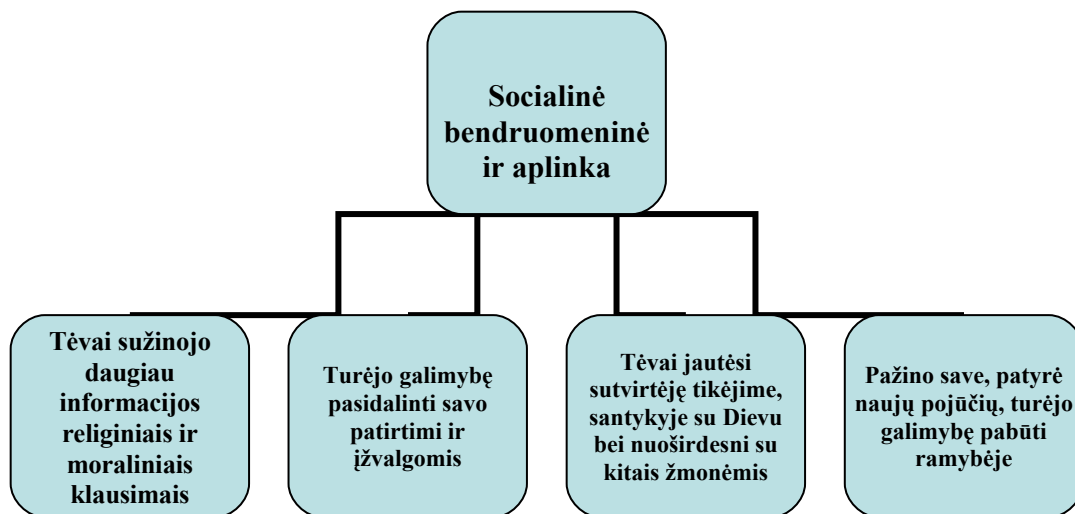 Socialinė
bendruomeninė
ir aplinka
Tėvai sužinojo
daugiau
informacijos
religiniais ir
moraliniais
klausimais
Turėjo galimybę
pasidalinti savo
patirtimi ir
įžvalgomis
Tėvai jautėsi
sutvirtėję tikėjime,
santykyje su Dievu
bei nuoširdesni su
kitais žmonėmis
Pažino save, patyrė
naujų pojūčių, turėjo
galimybę pabūti
ramybėje